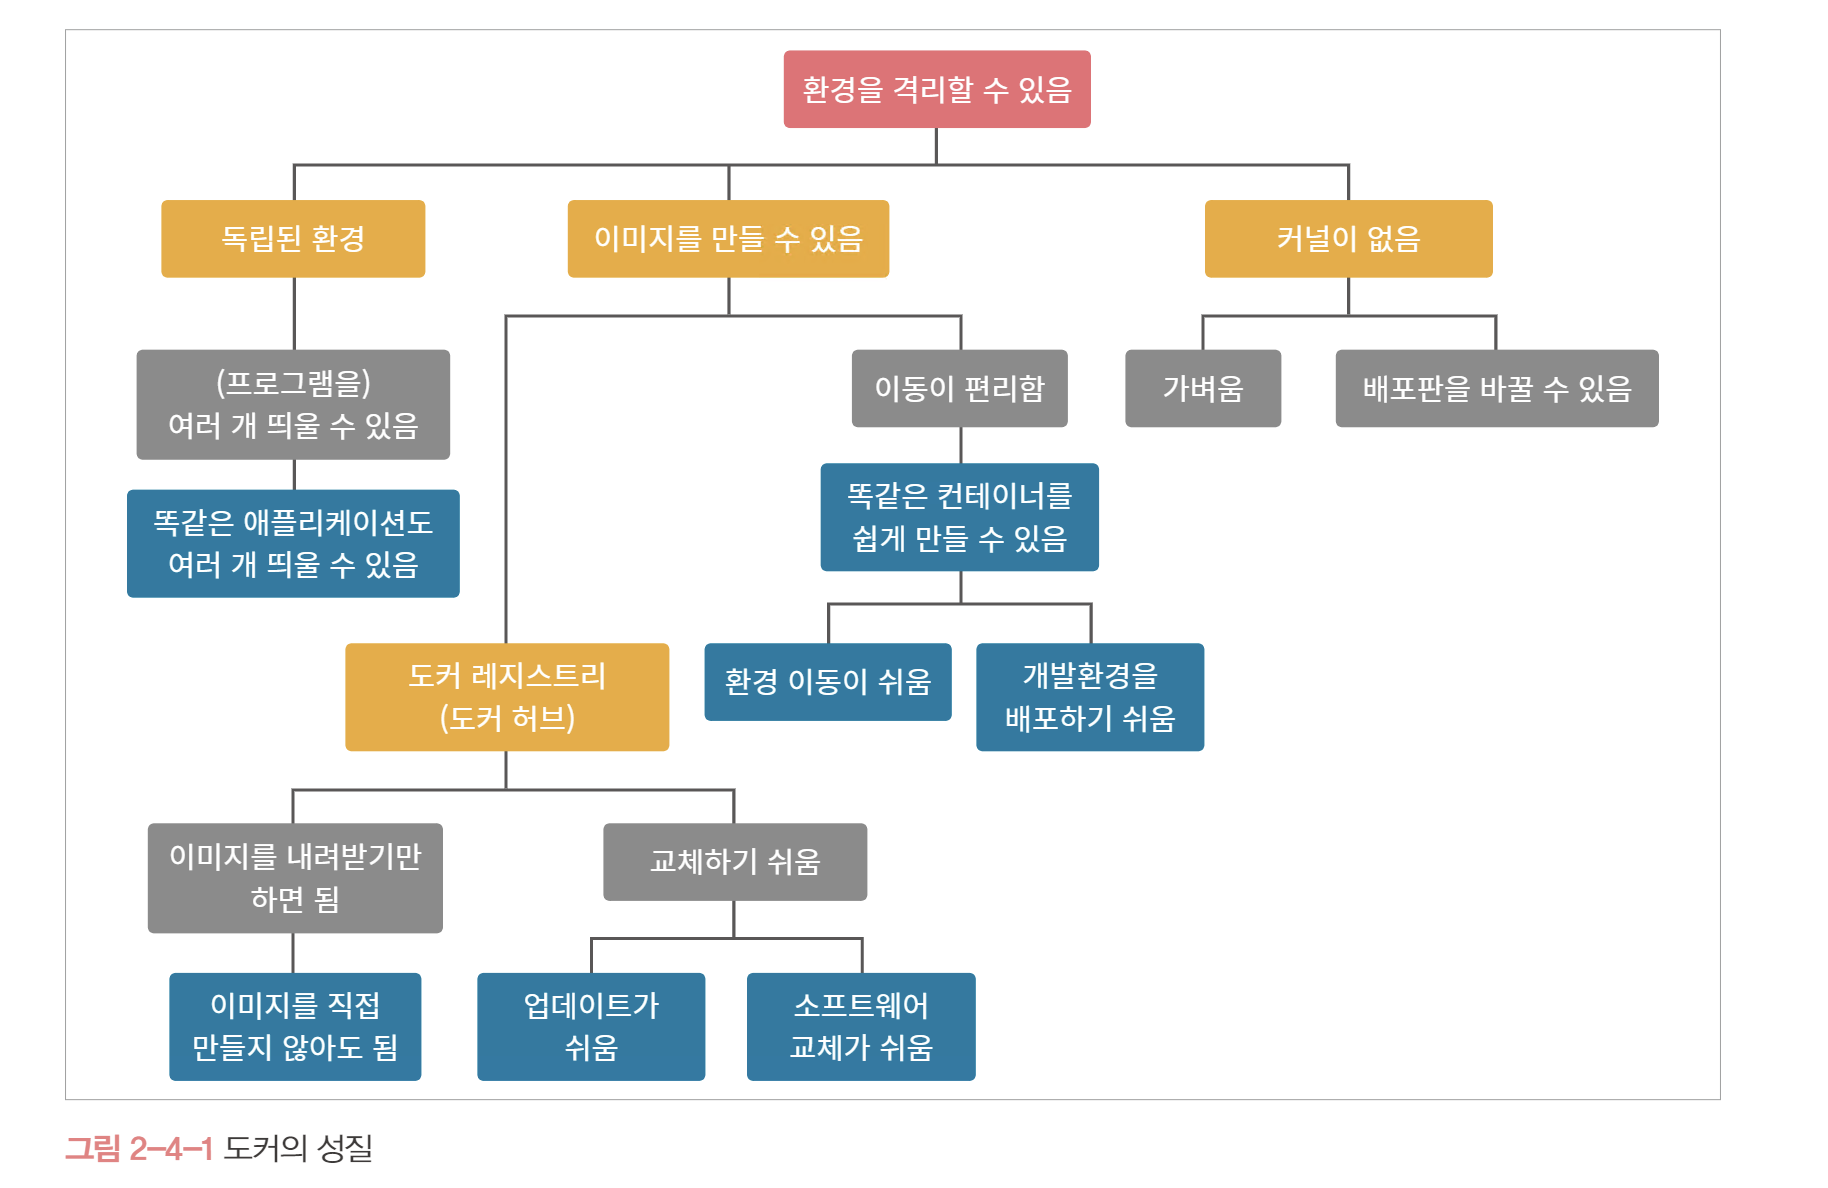 환경을 격리할 수 있음
독립된 환경
이미지를 만들 수 있음
커널이 없음
(프로그램을)
여러 개 띄울 수 있음
이동이 편리함
가벼움
배포판을 바꿀 수 있음
똑같은 애플리케이션도
여러 개 띄울 수 있음
똑같은 컨테이너를
쉽게 만들 수 있음
도커 레지스트리
(도커 허브)
환경 이동이 쉬움
개발환경을
배포하기 쉬움
이미지를 내려받기만
하면 됨
교체하기 쉬움
이미지를 직접
만들지 않아도 됨
업데이트가
쉬움
소프트웨어
교체가 쉬움
그림 2-4-1 도커의 성질